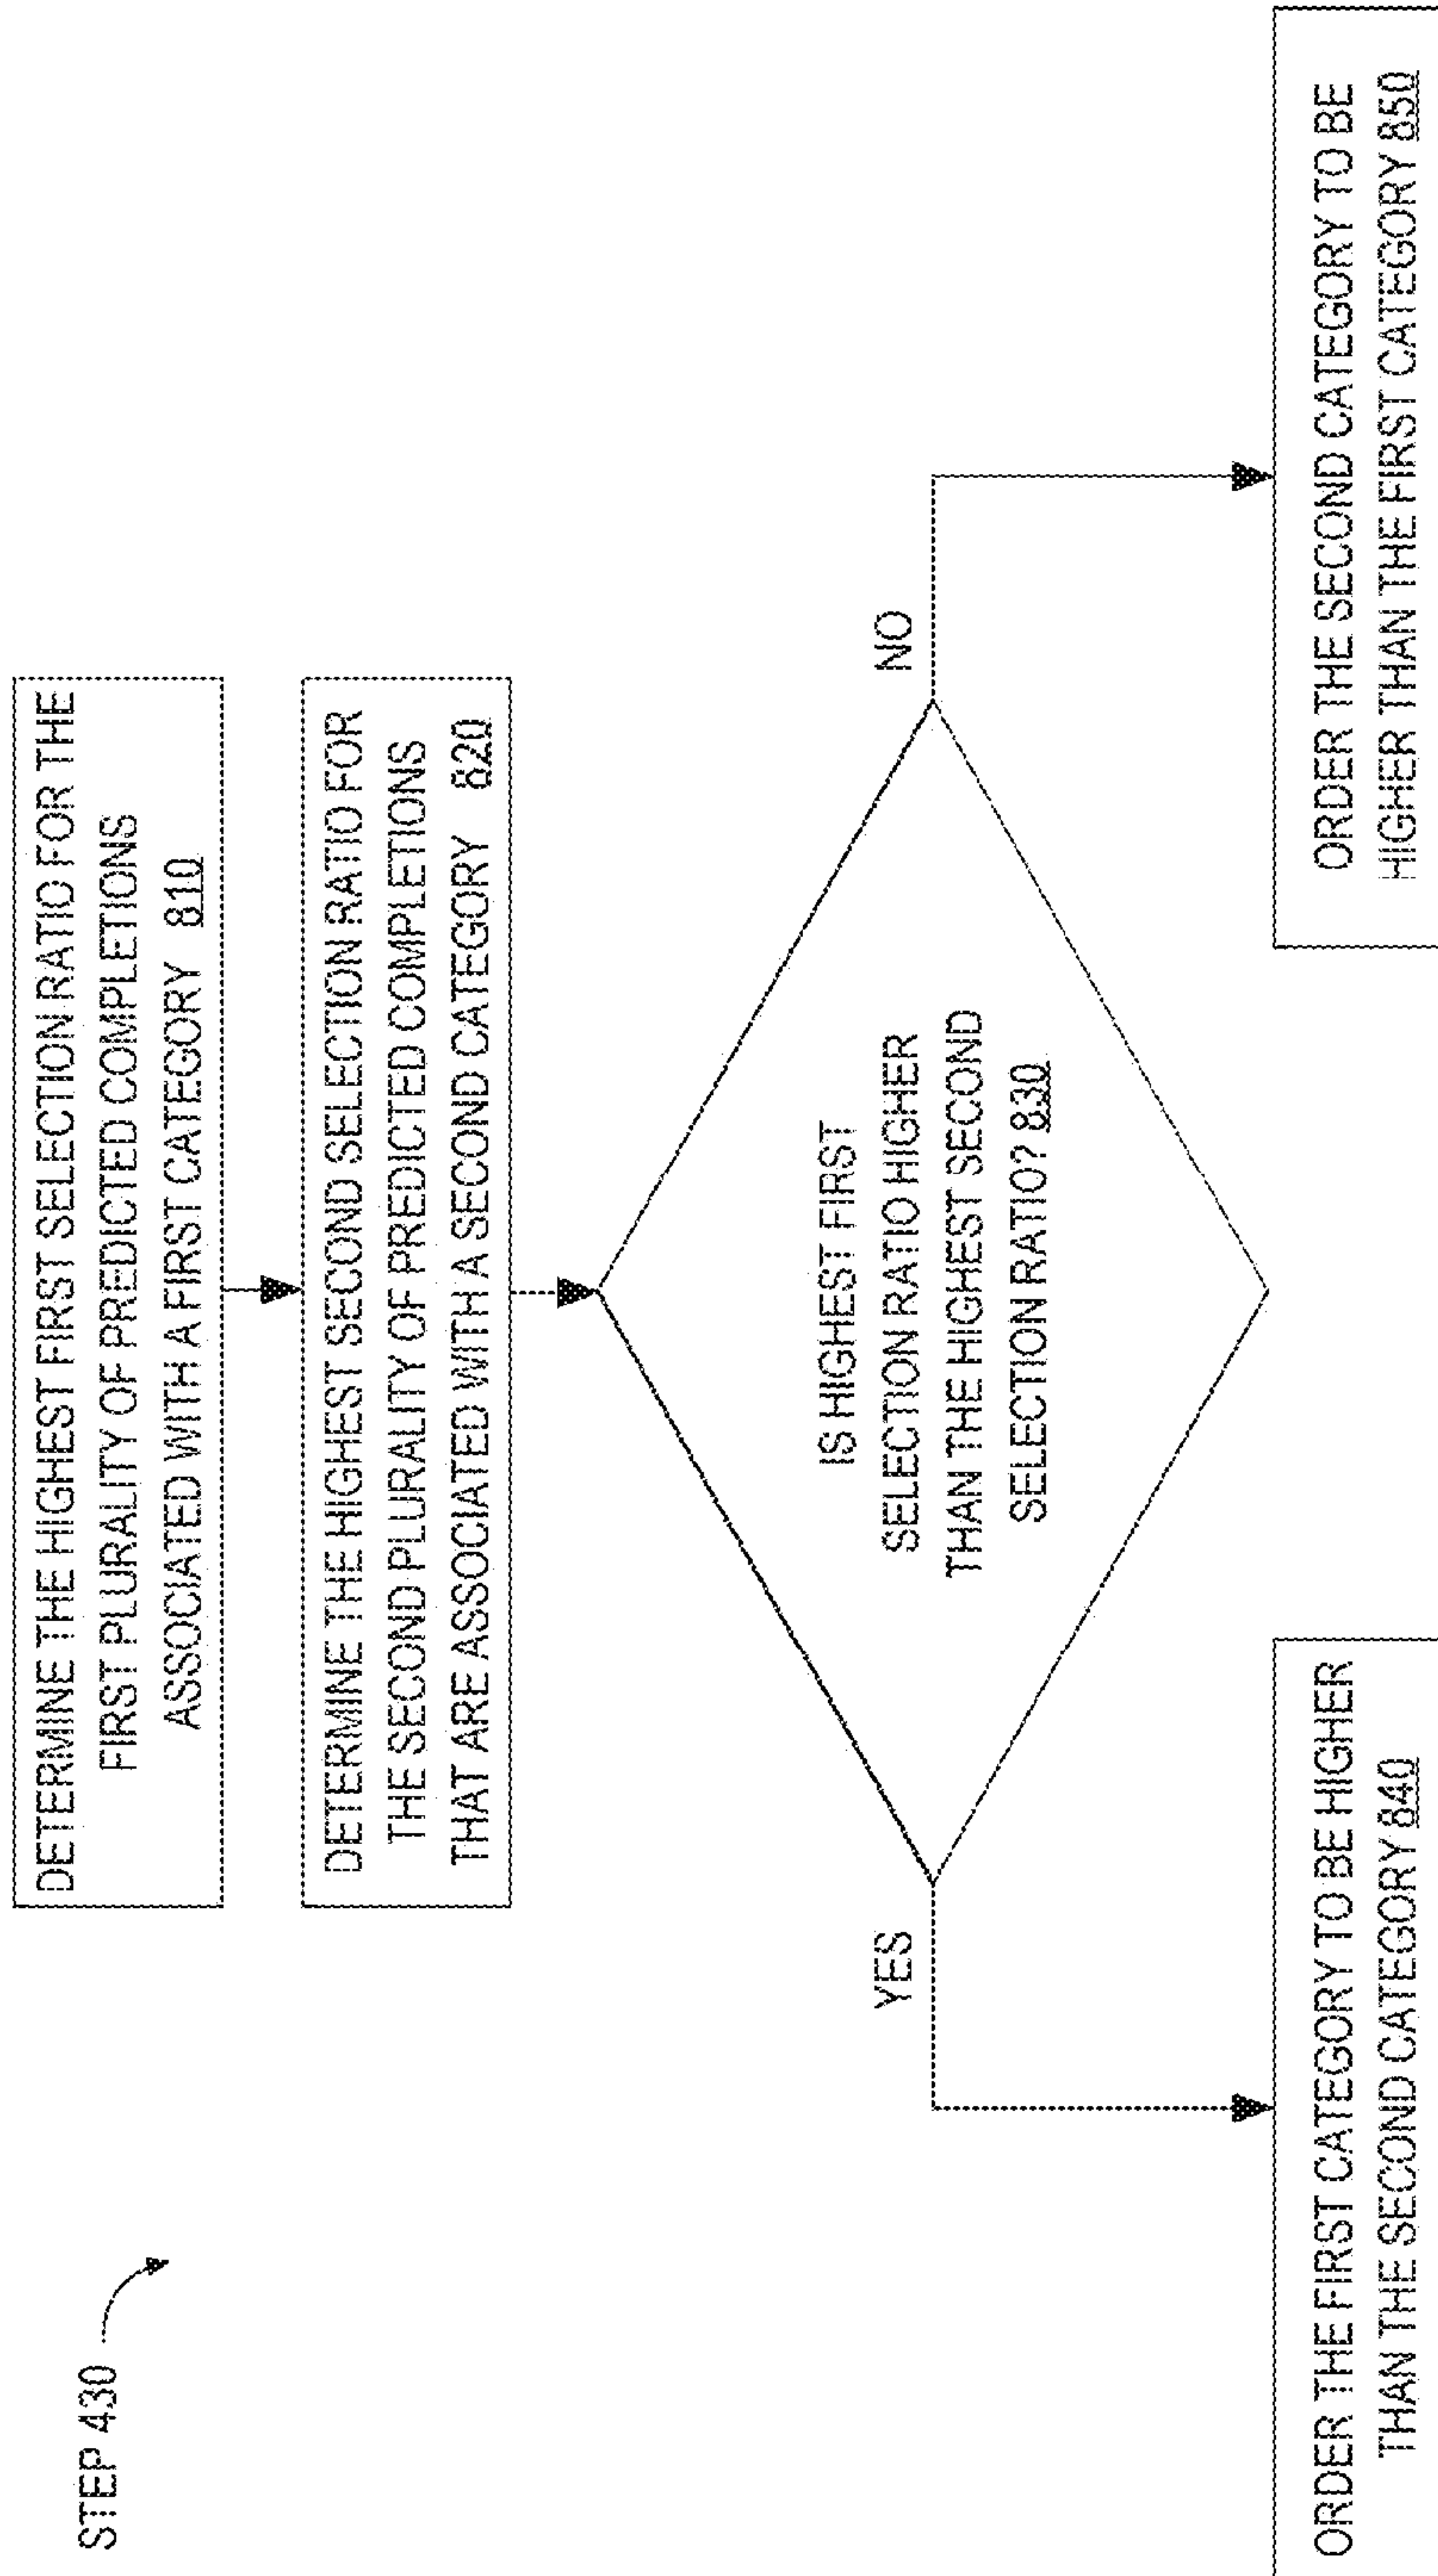 STEP 430
DETERMINE THE HIGHEST FIRST SELECTION RATIO FOR THE
FIRST PLURALITY OF PREDICTED COMPLETIONS
ASSOCIATED WITH A FIRST CATEGORY 810
DETERMINE THE HIGHEST SECOND SELECTION RATIO FOR
THE SECOND PLURALITY OF PREDICTED COMPLETIONS
THAT ARE ASSOCIATED WITH A SECOND CATEGORY 820
IS HIGHEST FIRST
SELECTION RATIO HIGHER
THAN THE HIGHEST SECOND
SELECTION RATIO? 830
YES
NO
ORDER THE FIRST CATEGORY TO BE HIGHER
THAN THE SECOND CATEGORY 840
ORDER THE SECOND CATEGORY TO BE
HIGHER THAN THE FIRST CATEGORY 850